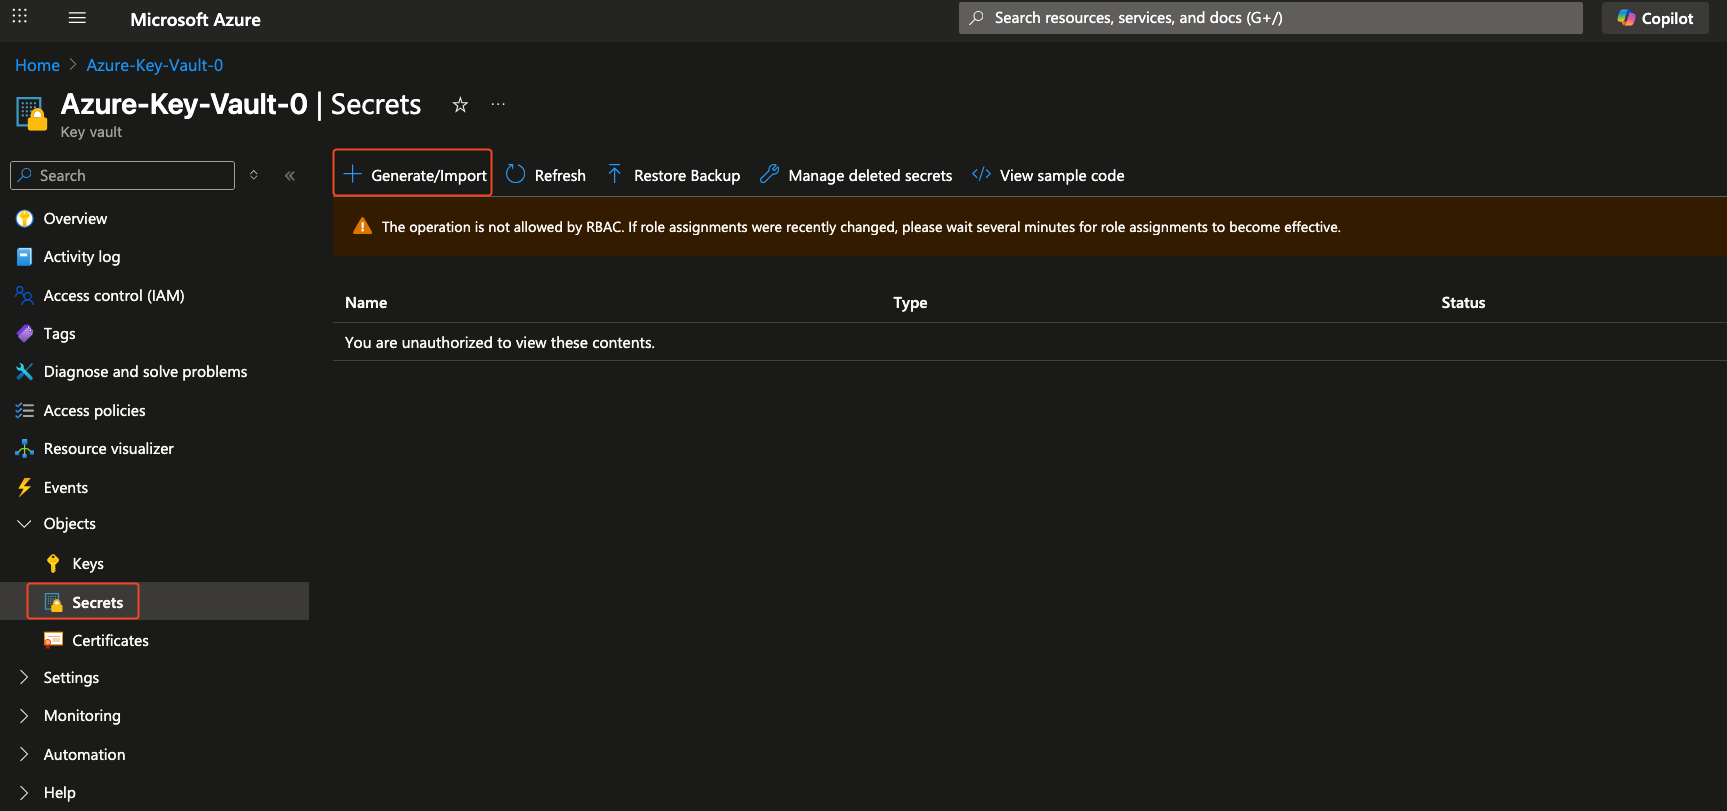 Microsoft Azure
Search resources, services, and docs (G+/)
Copilot
Home > Azure-Key-Vault-0
Azure-Key-Vault-0 | Secrets
Key vault
Search
Generate/Import
Refresh
Restore Backup
Manage deleted secrets
View sample code
The operation is not allowed by RBAC. If role assignments were recently changed, please wait several minutes for role assignments to become effective.
Name
Type
Status
You are unauthorized to view these contents.
Overview
Activity log
Access control (IAM)
Tags
Diagnose and solve problems
Access policies
Resource visualizer
Events
Objects
Keys
Secrets
Certificates
Settings
Monitoring
Automation
Help